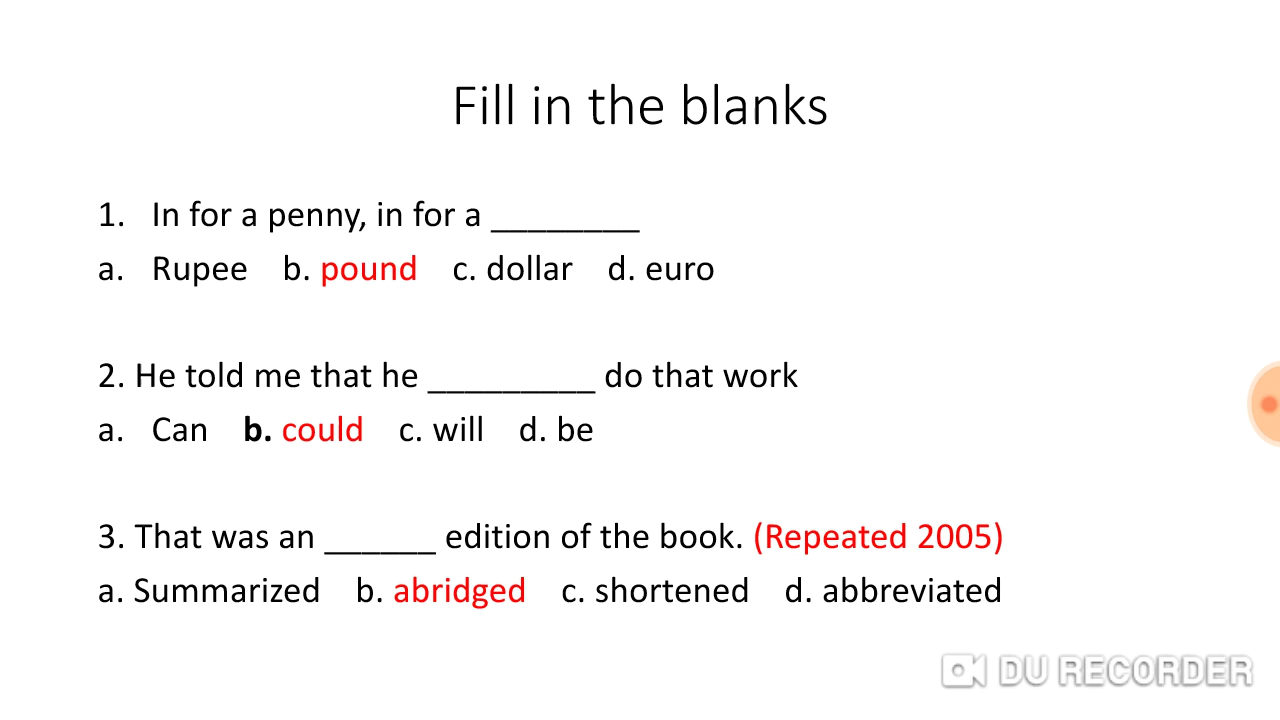 Fill in the blanks
1. In for a penny, in for a ________
a. Rupee b. pound c. dollar d. euro
2. He told me that he _________ do that work
a. Can b. could c. will d. be
3. That was an ______ edition of the book. (Repeated 2005)
a. Summarized b. abridged c. shortened d. abbreviated
DU RECORDER